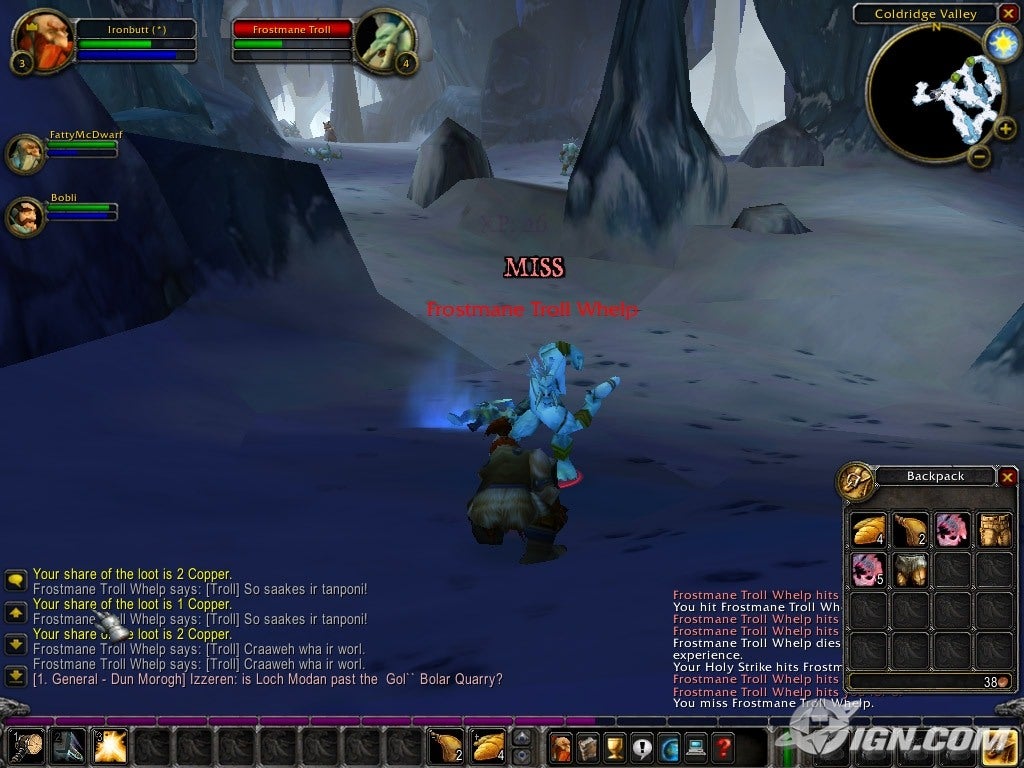 Ironbutt (*)
3
Frostmane Troll
4
Coldridge Valley
N
FattyMcDwarf
Bobli
MISS
Frostmane Troll Whelp
Backpack
4
2
5
38
Your share of the loot is 2 Copper.
Frostmane Troll Whelp says: [Troll] So saakes ir tanponi!
Your share of the loot is 1 Copper.
Frostmane Troll Whelp says: [Troll] So saakes ir tanponi!
Your share of the loot is 2 Copper.
Frostmane Troll Whelp says: [Troll] Craaweh wha ir worl.
Frostmane Troll Whelp says: [Troll] Craaweh wha ir worl.
[1. General - Dun Morogh] Izzeren: is Loch Modan past the Gol`` Bolar Quarry?
Frostmane Troll Whelp hits
You hit Frostmane Troll Wh
Frostmane Troll Whelp hits
Frostmane Troll Whelp hits
Frostmane Troll Whelp dies
experience.
Your Holy Strike hits Frostm
Frostmane Troll Whelp hits
Frostmane Troll Whelp hits
You miss Frostmane Troll Whelp.
1
2
3
2
4
IGN.COM